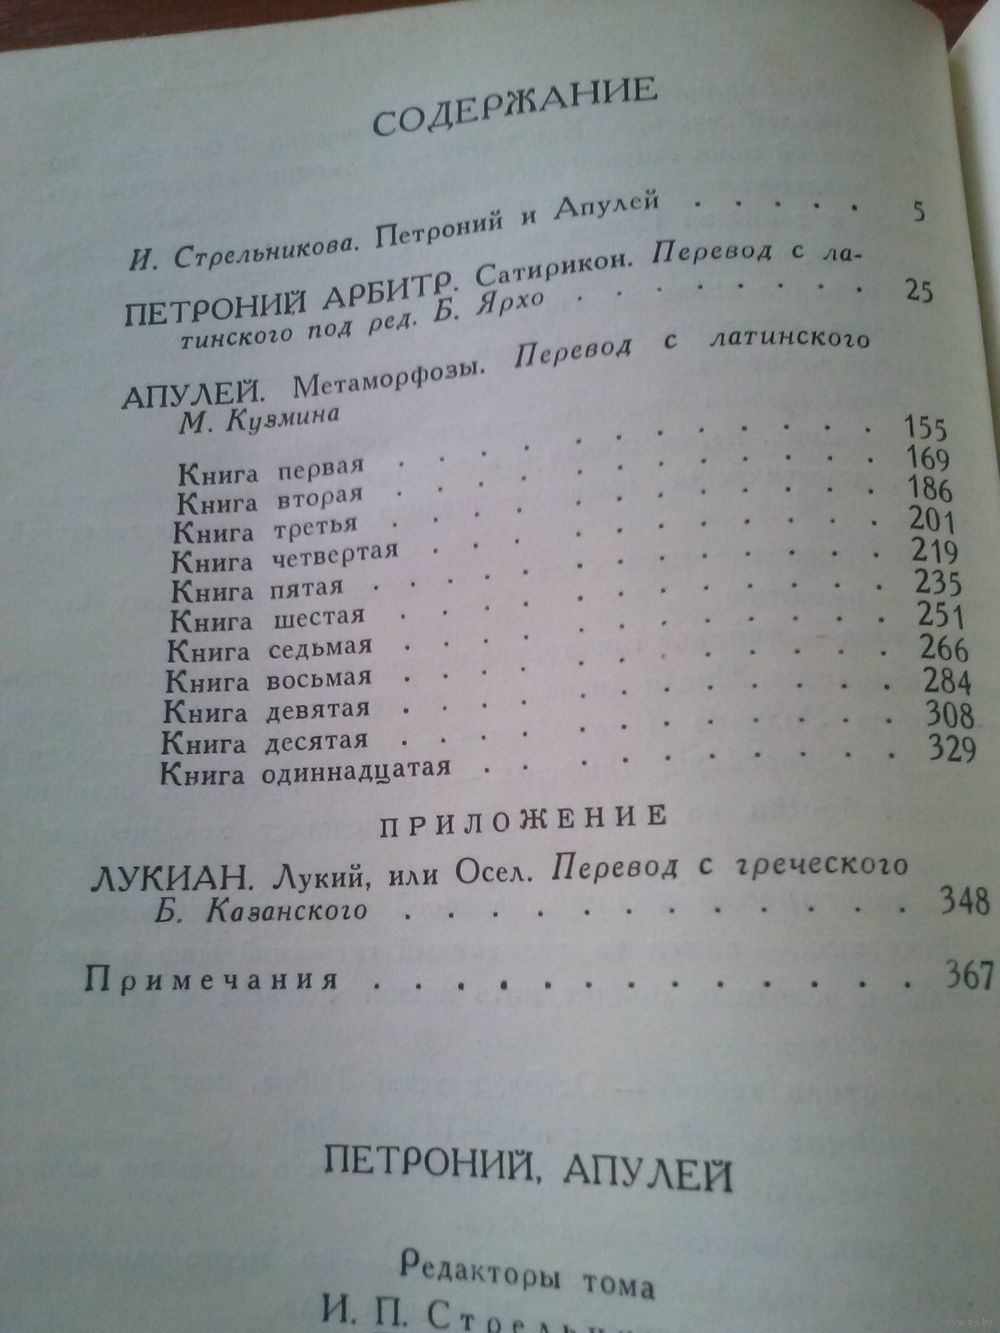 СОДЕРЖАНИЕ
И. Стрельникова. Петроний и Апулей . . . . . 5
ПЕТРОНИЙ АРБИТР. Сатирикон. Перевод с ла-
тинского под ред. Б. Ярхо . . . . . . . . 25
АПУЛЕЙ. Метаморфозы. Перевод с латинского
М. Кузмина
Книга первая . . . . . . . . . . . 155
Книга вторая . . . . . . . . . . . 169
Книга третья . . . . . . . . . . . 186
Книга четвертая . . . . . . . . . . 201
Книга пятая . . . . . . . . . . . 219
Книга шестая . . . . . . . . . . . 235
Книга седьмая . . . . . . . . . . . 251
Книга восьмая . . . . . . . . . . . 266
Книга девятая . . . . . . . . . . . 284
Книга десятая . . . . . . . . . . . 308
Книга одиннадцатая . . . . . . . . . 329
ПРИЛОЖЕНИЕ
ЛУКИАН. Лукий, или Осел. Перевод с греческого
Б. Казанского . . . . . . . . . . . . . 348
Примечания . . . . . . . . . . . . . 367
ПЕТРОНИЙ, АПУЛЕЙ
Редакторы тома
И. П.
www.ay.by